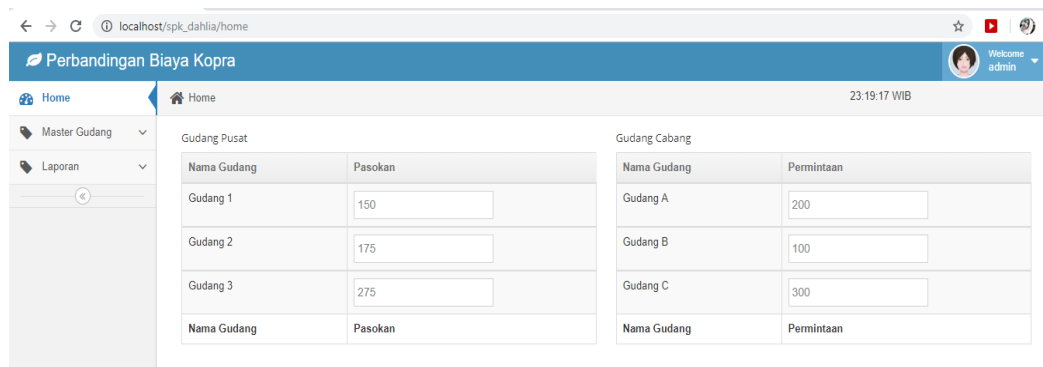 localhost/spk_dahlia/home
Perbandingan Biaya Kopra
Welcome
admin
Home
Home
23:19:17 WIB
Master Gudang
Laporan
Gudang Pusat
Nama Gudang Pasokan
Gudang 1 150
Gudang 2 175
Gudang 3 275
Nama Gudang Pasokan
Gudang Cabang
Nama Gudang Permintaan
Gudang A 200
Gudang B 100
Gudang C 300
Nama Gudang Permintaan